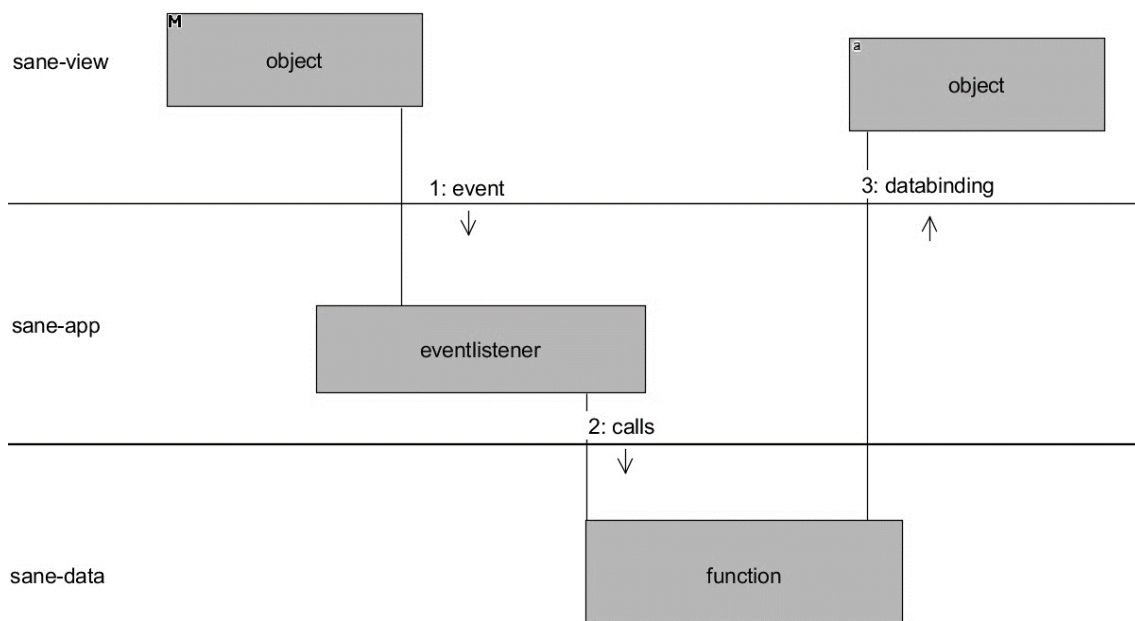 M
object
sane-view
a
object
1: event
3: databinding
sane-app
eventlistener
2: calls
sane-data
function